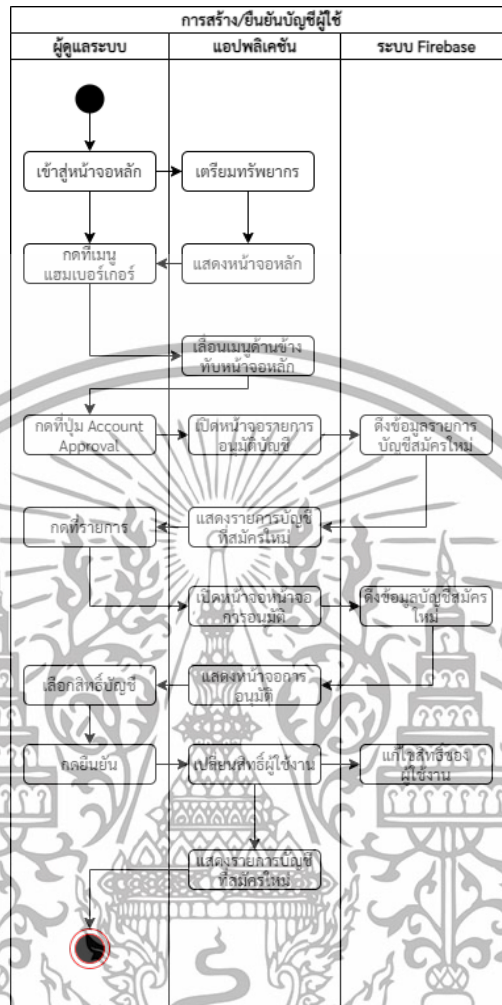 การสร้าง/ยืนยันบัญชีผู้ใช้
ผู้ดูแลระบบ
แอปพลิเคชัน
ระบบ Firebase
เข้าสู่หน้าจอหลัก
เตรียมทรัพยากร
กดที่เมนู
แฮมเบอร์เกอร์
แสดงหน้าจอหลัก
เลื่อนเมนูด้านข้าง
ทับหน้าจอหลัก
กดที่ปุ่ม Account
Approval
เปิดหน้าจอรายการ
อนุมัติบัญชี
ดึงข้อมูลรายการ
บัญชีสมัครใหม่
กดที่รายการ
แสดงรายการบัญชี
ที่สมัครใหม่
เปิดหน้าจอหน้าจอ
การอนุมัติ
ดึงข้อมูลบัญชีสมัคร
ใหม่
เลือกสิทธิ์บัญชี
แสดงหน้าจอการ
อนุมัติ
กดยืนยัน
เปลี่ยนสิทธิ์ผู้ใช้งาน
แก้ไขสิทธิ์ของ
ผู้ใช้งาน
แสดงรายการบัญชี
ที่สมัครใหม่